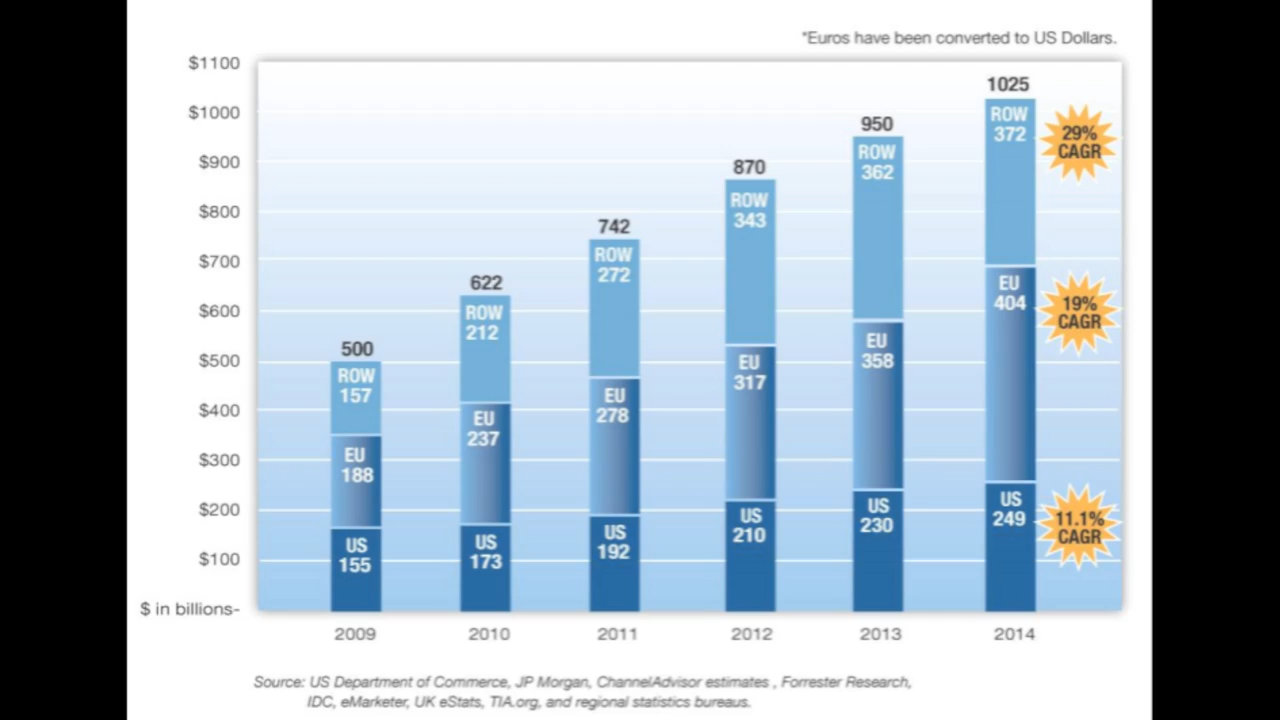 *Euros have been converted to US Dollars.
$1100
$1000
$900
$800
$700
$600
$500
$400
$300
$200
$100
$ in billions-
500
ROW
157
EU
188
US
155
622
ROW
212
EU
237
US
173
742
ROW
272
EU
278
US
192
870
ROW
343
EU
317
US
210
950
ROW
362
EU
358
US
230
1025
ROW
372
EU
404
US
249
29%
CAGR
19%
CAGR
11.1%
CAGR
2009 2010 2011 2012 2013 2014
Source: US Department of Commerce, JP Morgan, ChannelAdvisor estimates , Forrester Research,
IDC, eMarketer, UK eStats, TIA.org, and regional statistics bureaus.